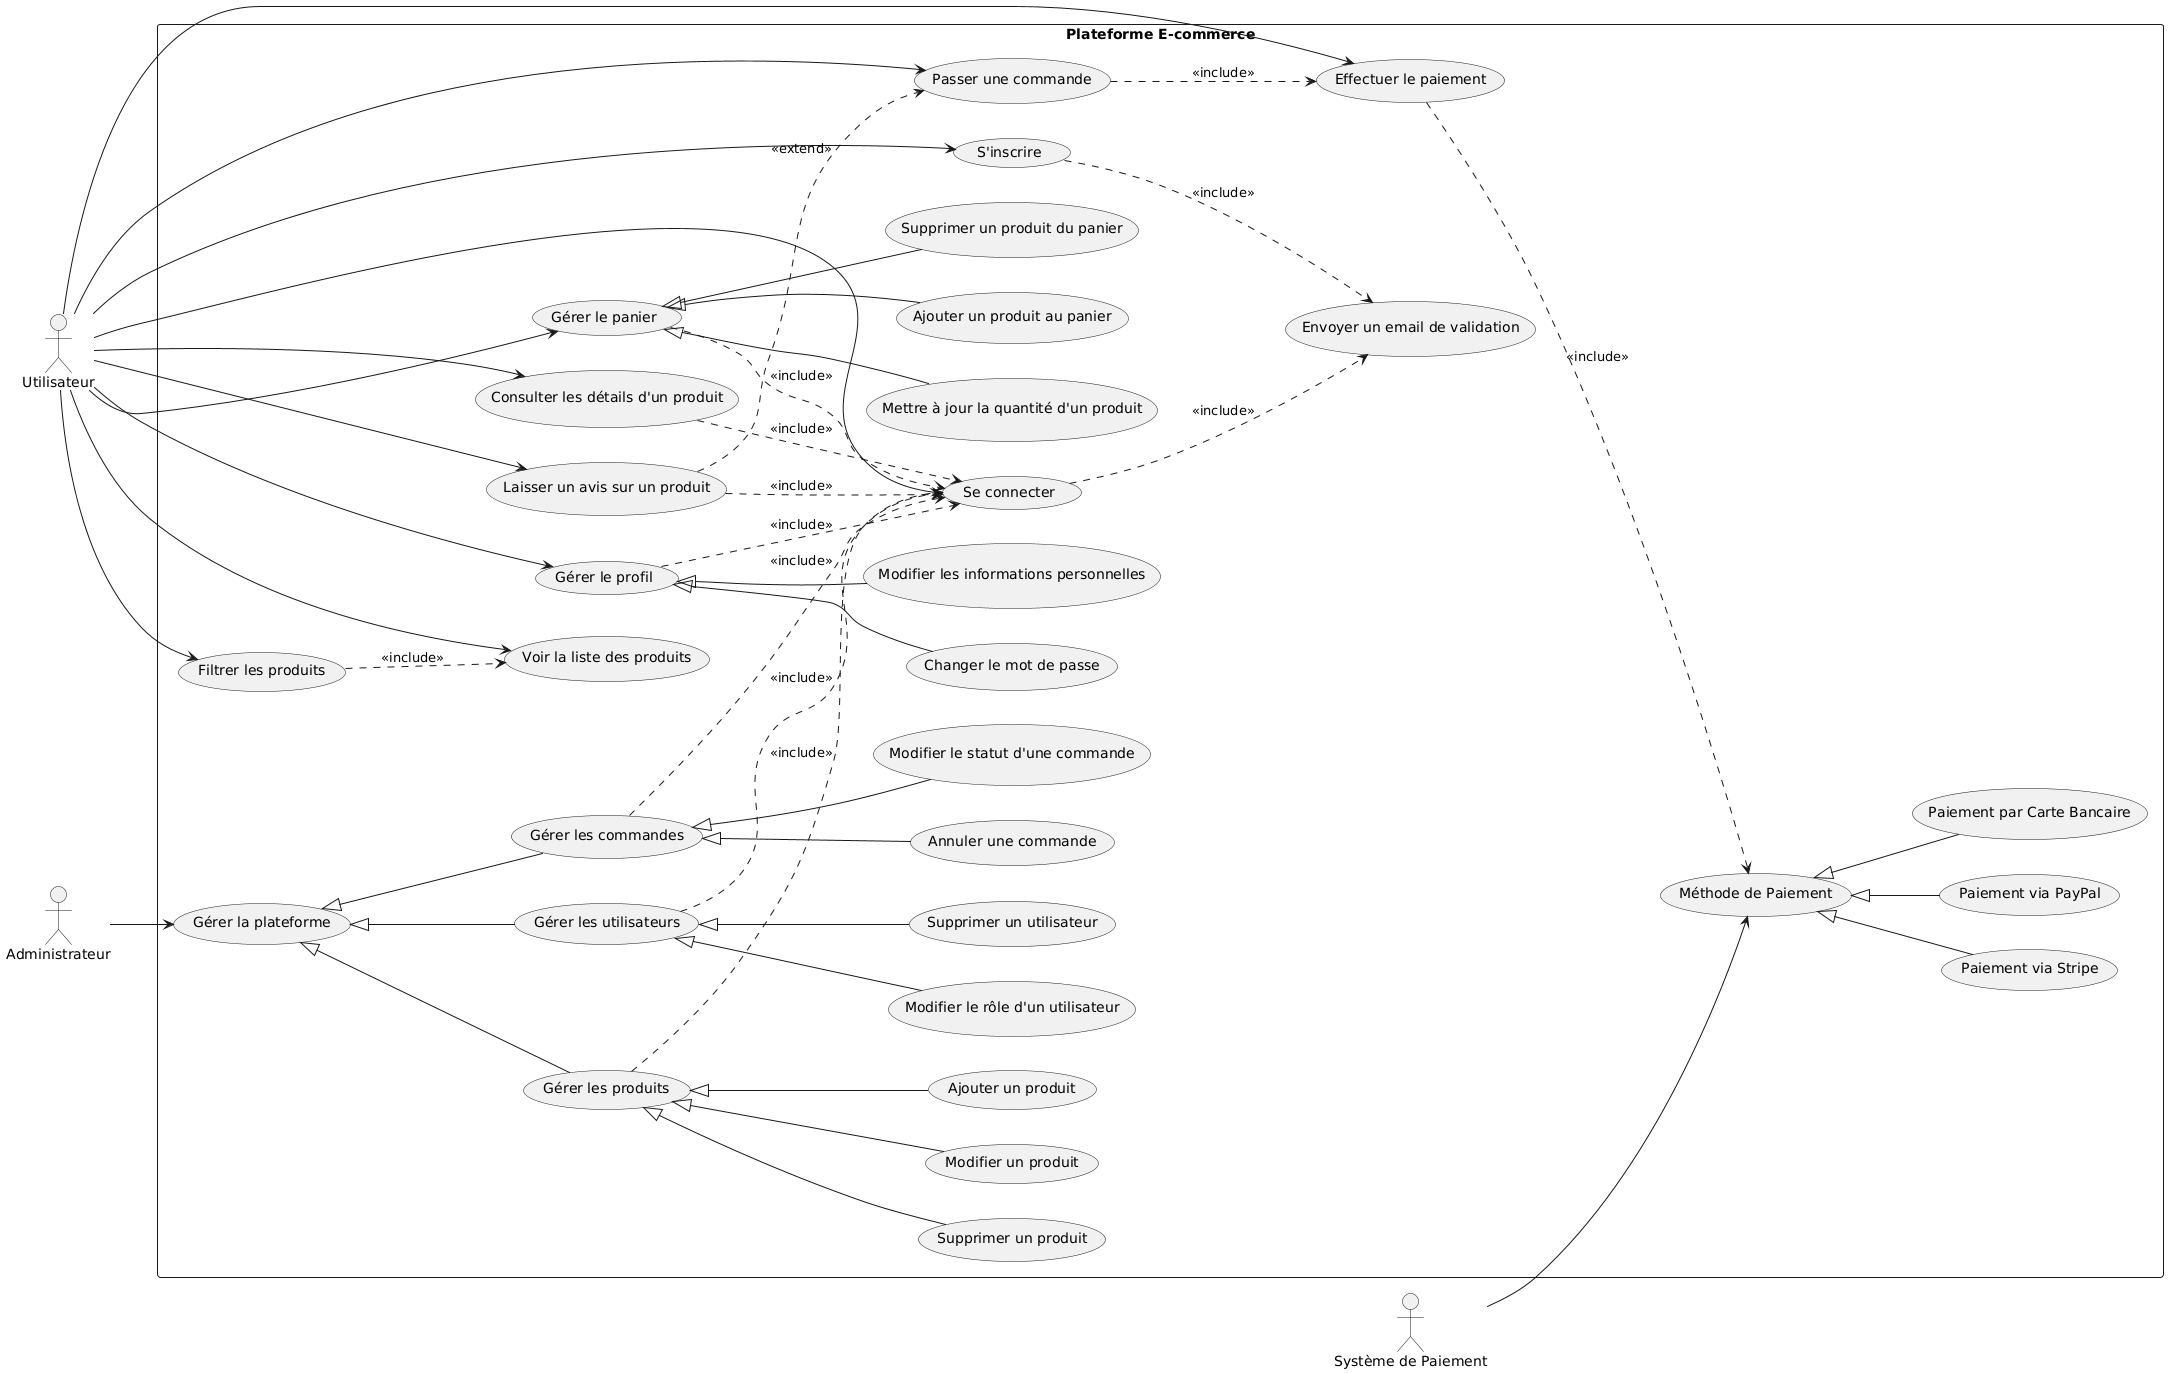 Plateforme E-commerce
Passer une commande
«include»
Effectuer le paiement
«extend»
S'inscrire
«include»
Supprimer un produit du panier
Gérer le panier
Ajouter un produit au panier
Envoyer un email de validation
Utilisateur
«include»
«include»
Consulter les détails d'un produit
Mettre à jour la quantité d'un produit
«include»
«include»
Laisser un avis sur un produit
«include»
Se connecter
«include»
«include»
Gérer le profil
Modifier les informations personnelles
Filtrer les produits
«include»
Voir la liste des produits
Changer le mot de passe
«include»
«include»
Modifier le statut d'une commande
Paiement par Carte Bancaire
Gérer les commandes
Annuler une commande
Méthode de Paiement
Paiement via PayPal
Administrateur
Gérer la plateforme
Gérer les utilisateurs
Supprimer un utilisateur
Paiement via Stripe
Modifier le rôle d'un utilisateur
Gérer les produits
Ajouter un produit
Modifier un produit
Supprimer un produit
Système de Paiement